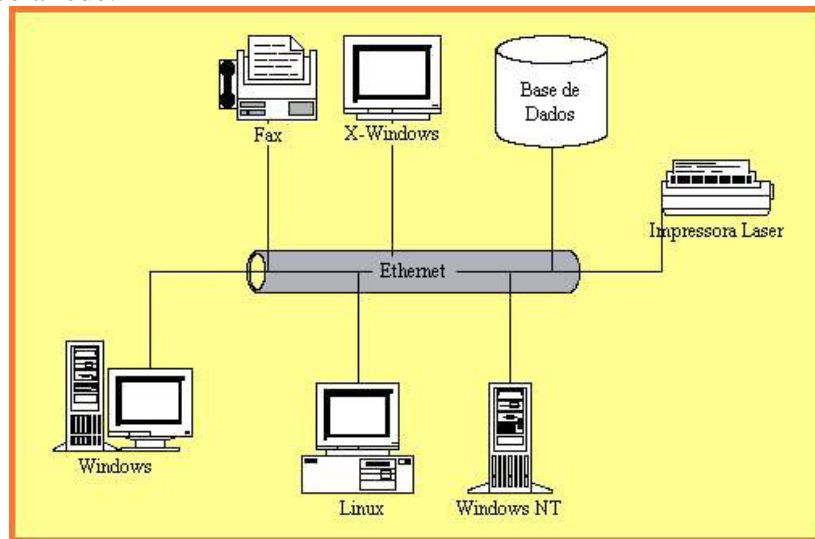 Base de
Dados
Fax
X-Windows
Impressora Laser
Ethernet
Windows
Linux
Windows NT